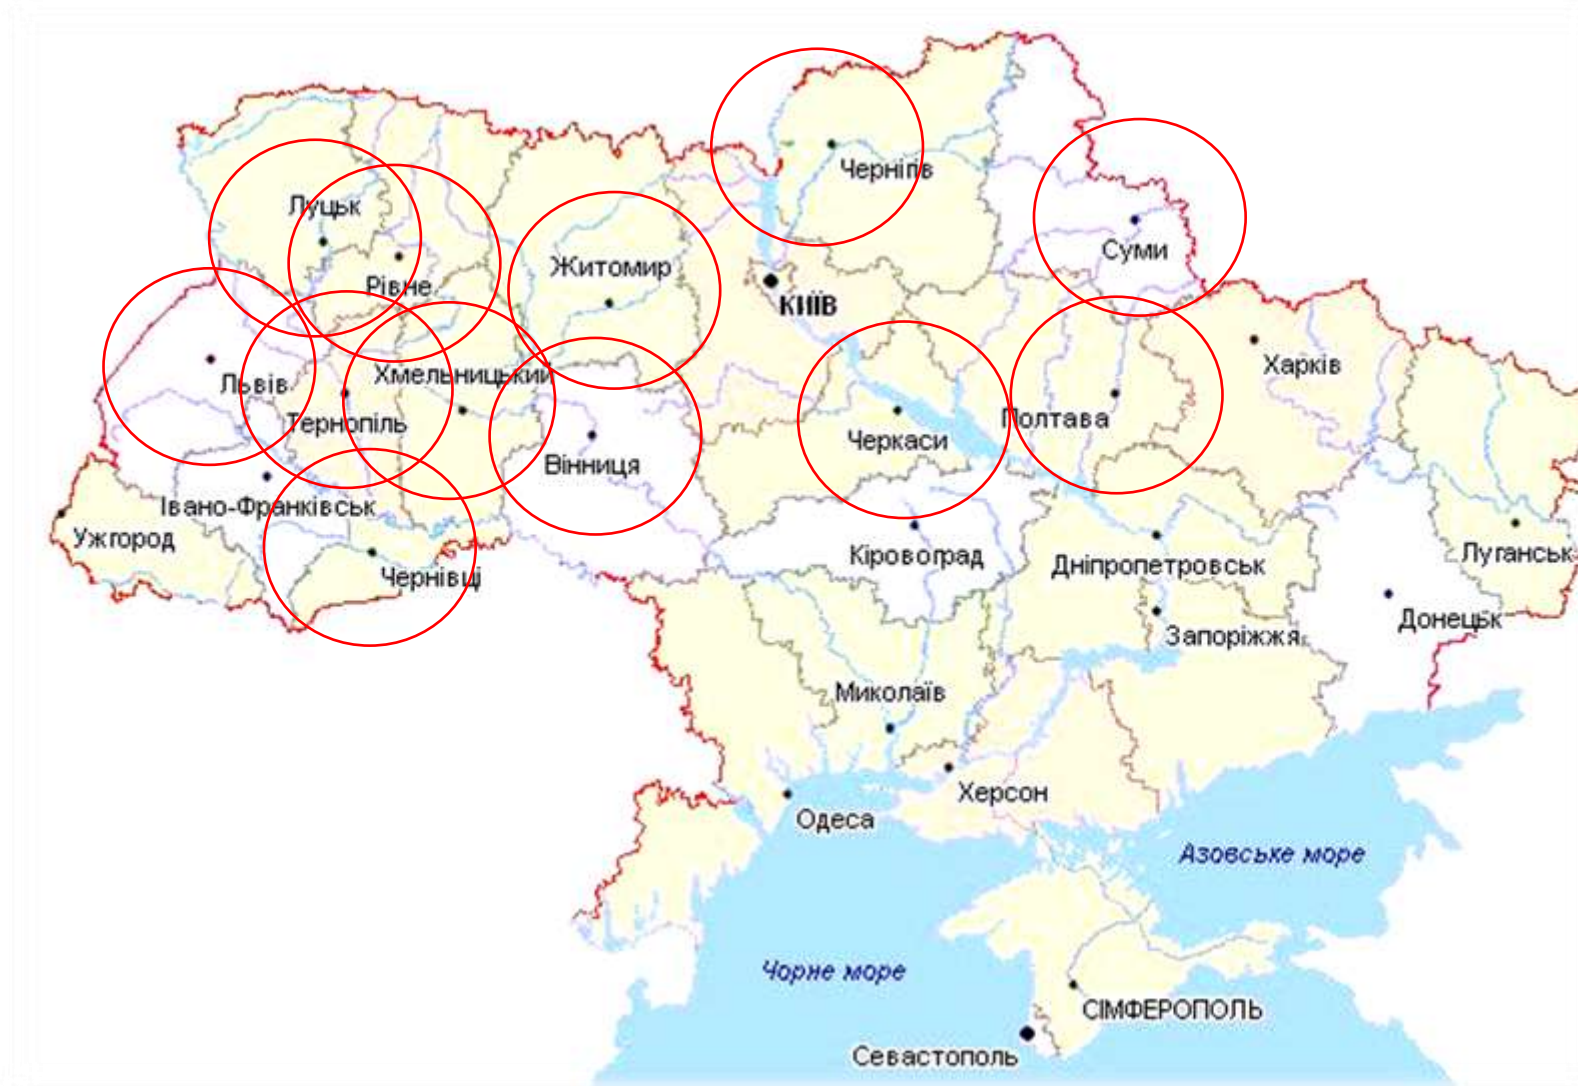 Чернігів
Луцьк
Суми
Житомир
Рівне
КИЇВ
Харків
Львів
Хмельницький
Тернопіль
Полтава
Черкаси
Вінниця
Івано-Франківськ
Ужгород
Кіровоград
Луганськ
Дніпропетровськ
Чернівці
Донецьк
Запоріжжя
Миколаїв
Херсон
Одеса
Азовське море
Чорне море
СІМФЕРОПОЛЬ
Севастополь